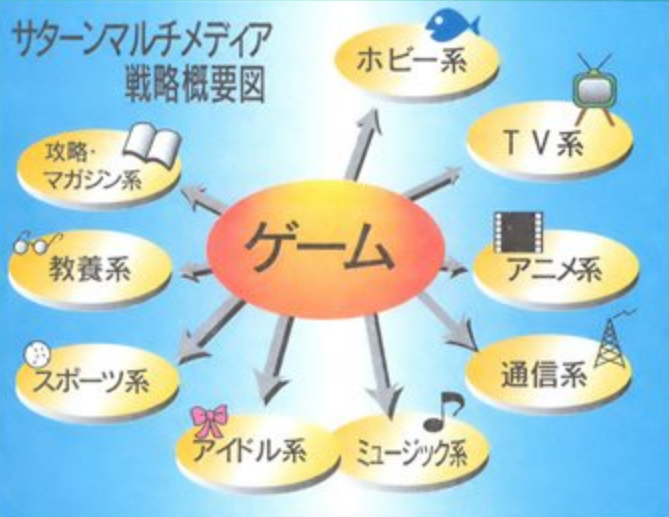 サターンマルチメディア
戦略概要図
ホビー系
TV系
アニメ系
通信系
ミュージック系
アイドル系
スポーツ系
教養系
攻略・
マガジン系
ゲーム